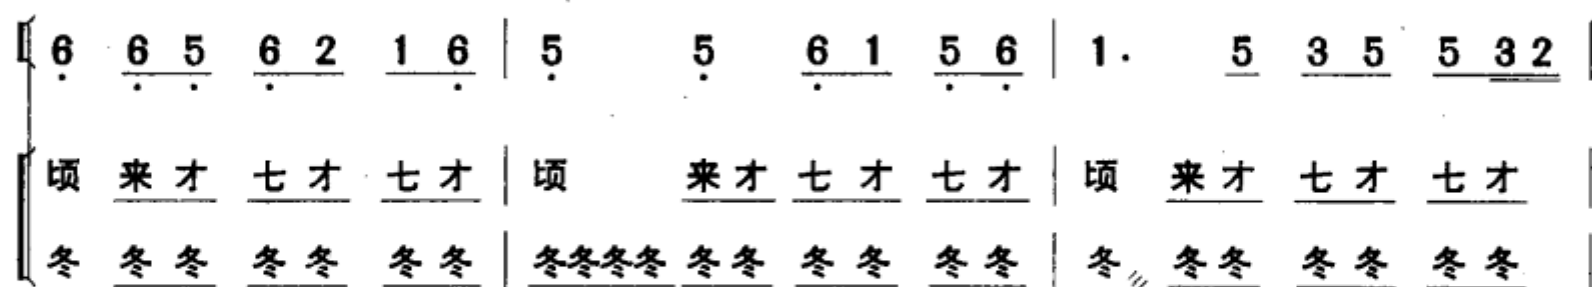 6 6 5 6 2 1 6 | 5 5 6 1 5 6 | 1. 5 3 5 5 3 2 |
顷 来才 七才 七才 | 顷 来才 七才 七才 | 顷 来才 七才 七才 |
冬 冬冬 冬冬 冬冬 | 冬冬冬冬 冬冬 冬冬 冬冬 | 冬 冬冬 冬冬 冬冬 |